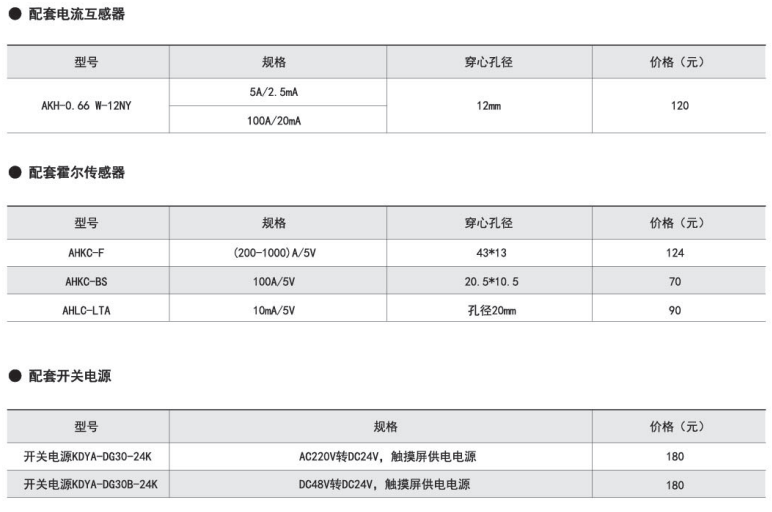 ● 配套电流互感器
型号 规格 穿心孔径 价格（元）
AKH-0.66 W-12NY 5A/2.5mA 12mm 120
100A/20mA
● 配套霍尔传感器
型号 规格 穿心孔径 价格（元）
AHKC-F (200-1000)A/5V 43*13 124
AHKC-BS 100A/5V 20.5*10.5 70
AHLC-LTA 10mA/5V 孔径20mm 90
● 配套开关电源
型号 规格 价格（元）
开关电源KDYA-DG30-24K AC220V转DC24V，触摸屏供电电源 180
开关电源KDYA-DG30B-24K DC48V转DC24V，触摸屏供电电源 180